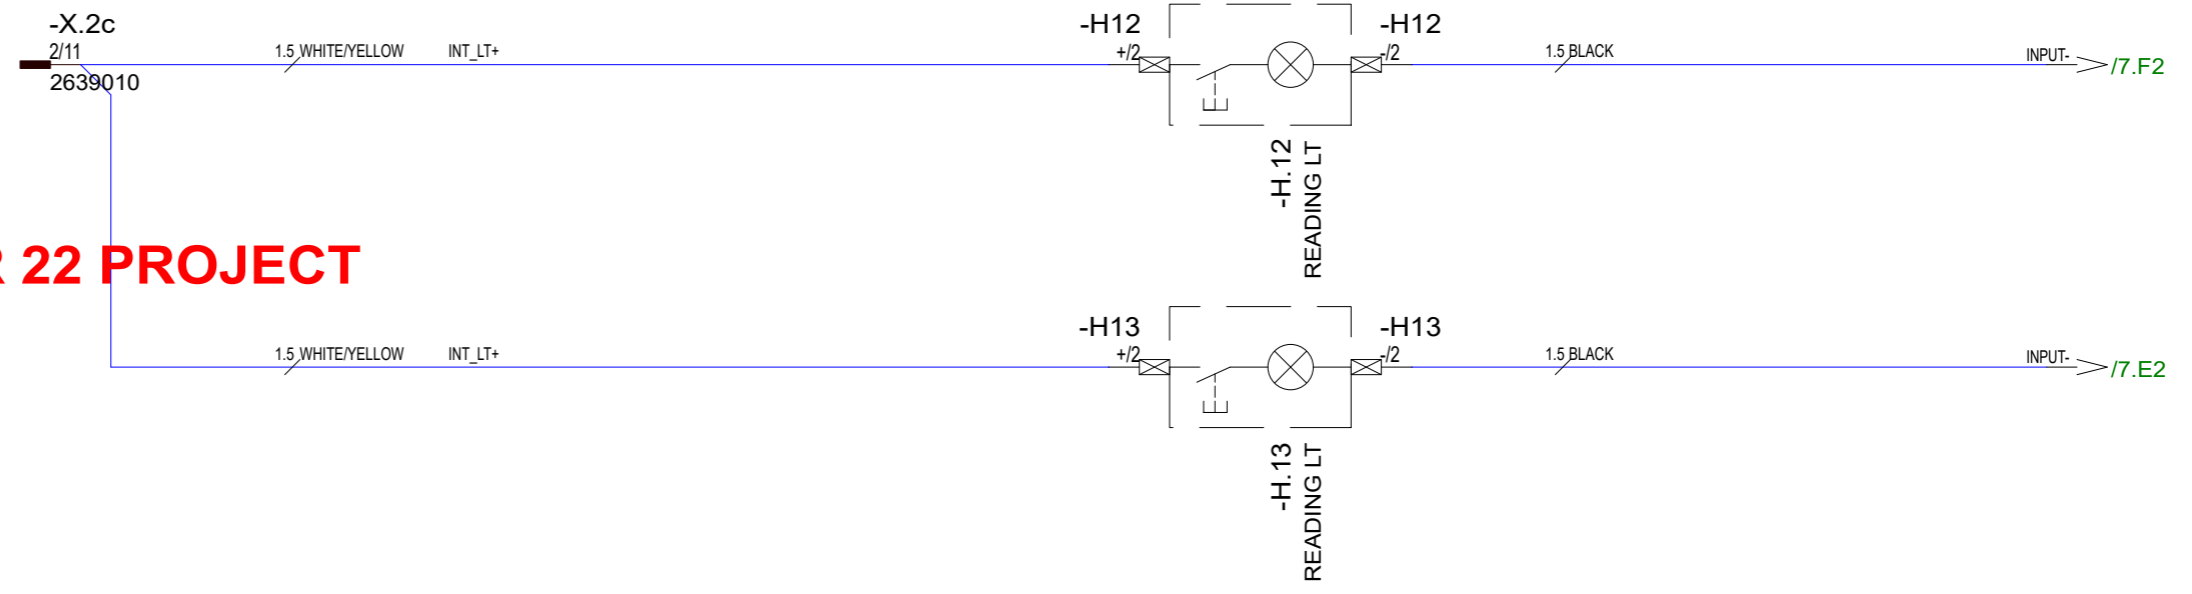 -X.2c
2/11
2639010
1.5 WHITE/YELLOW INT_LT+
-H12
+/2
-H12
-/2
1.5 BLACK
INPUT-
/7.F2
-H.12
READING LT
R 22 PROJECT
1.5 WHITE/YELLOW INT_LT+
-H13
+/2
-H13
-/2
1.5 BLACK
INPUT-
/7.E2
-H.13
READING LT